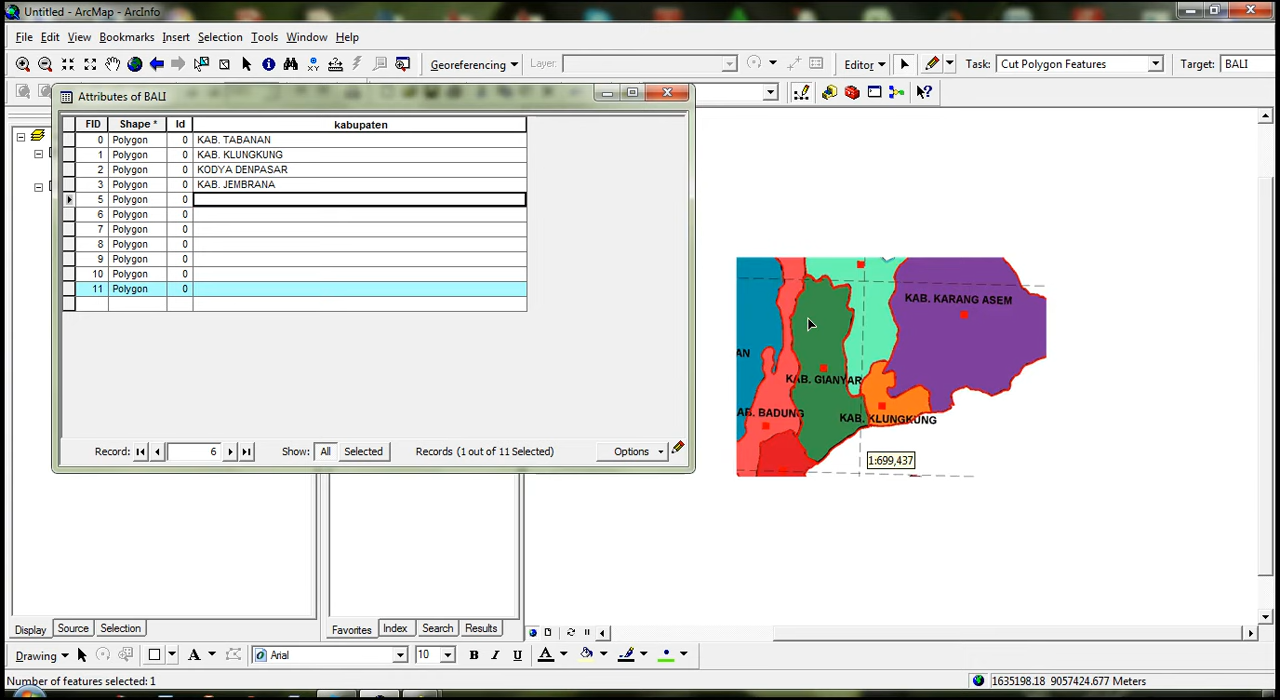 Untitled - ArcMap - ArcInfo
File Edit View Bookmarks Insert Selection Tools Window Help
Georeferencing Layer: Editor Task: Cut Polygon Features Target: BALI
Attributes of BALI
FID Shape * Id kabupaten
0 Polygon 0 KAB. TABANAN
1 Polygon 0 KAB. KLUNGKUNG
2 Polygon 0 KODYA DENPASAR
3 Polygon 0 KAB. JEMBRANA
5 Polygon 0
6 Polygon 0
7 Polygon 0
8 Polygon 0
9 Polygon 0
10 Polygon 0
11 Polygon 0
Record: 6 Show: All Selected Records (1 out of 11 Selected) Options
KAB. KARANG ASEM
AN
KAB. GIANYAR
AB. BADUNG
KAB. KLUNGKUNG
1:699,437
Display Source Selection
Favorites Index Search Results
Drawing A Arial 10 B I U A
Number of features selected: 1
1635198.18 9057424.677 Meters